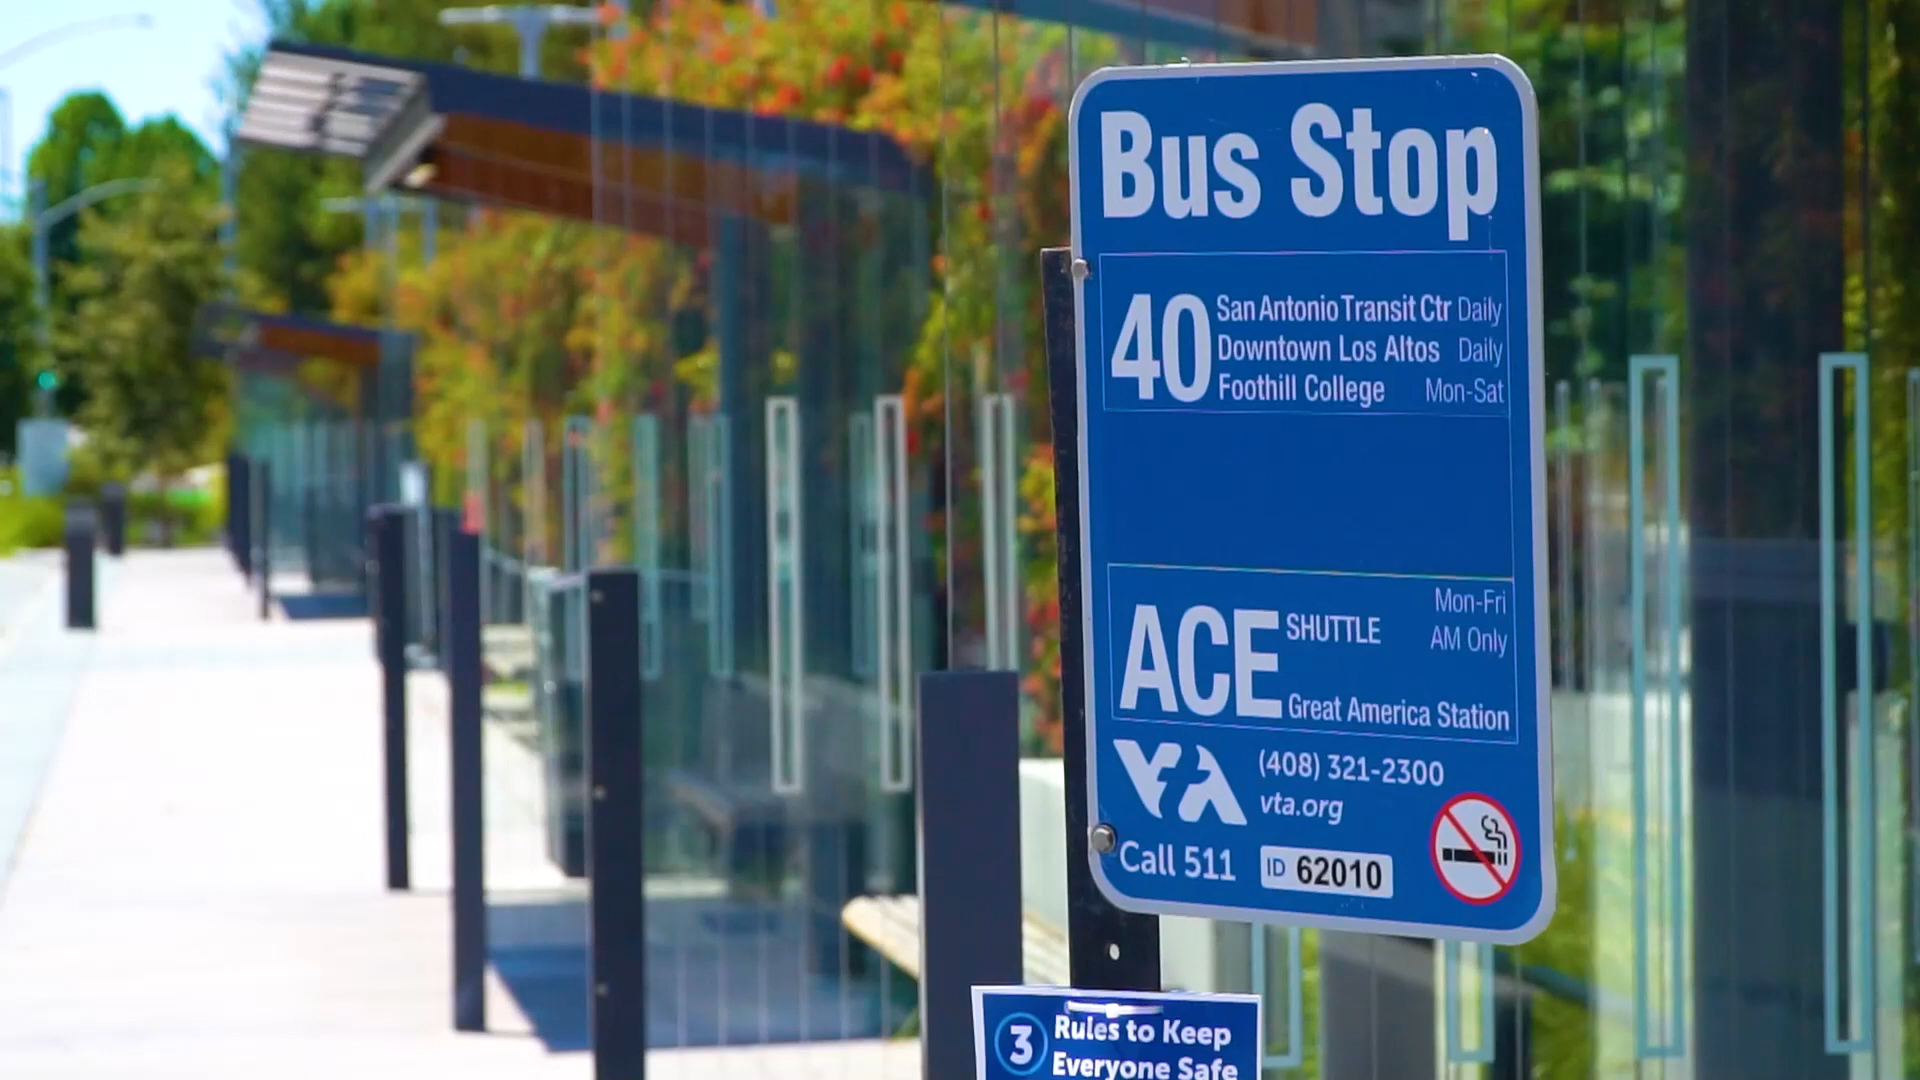 Bus Stop
40
San Antonio Transit Ctr Daily
Downtown Los Altos Daily
Foothill College Mon-Sat
ACE SHUTTLE
Mon-Fri
AM Only
Great America Station
VTA
(408) 321-2300
vta.org
Call 511
ID 62010
3
Rules to Keep
Everyone Safe